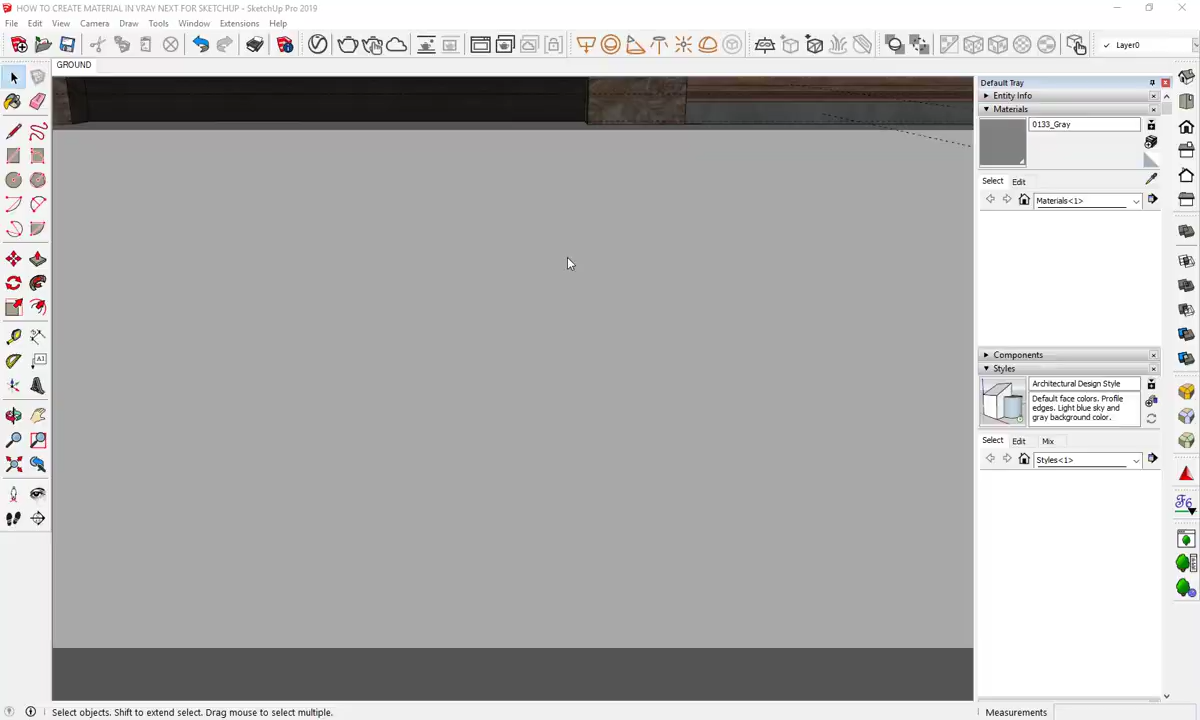 HOW TO CREATE MATERIAL IN VRAY NEXT FOR SKETCHUP - SketchUp Pro 2019
File Edit View Camera Draw Tools Window Extensions Help
Layer0
GROUND
Default Tray
Entity Info
Materials
0133_Gray
Select Edit
Materials<1>
Components
Styles
Architectural Design Style
Default face colors. Profile
edges. Light blue sky and
gray background color.
Select Edit Mix
Styles<1>
Select objects. Shift to extend select. Drag mouse to select multiple.
Measurements